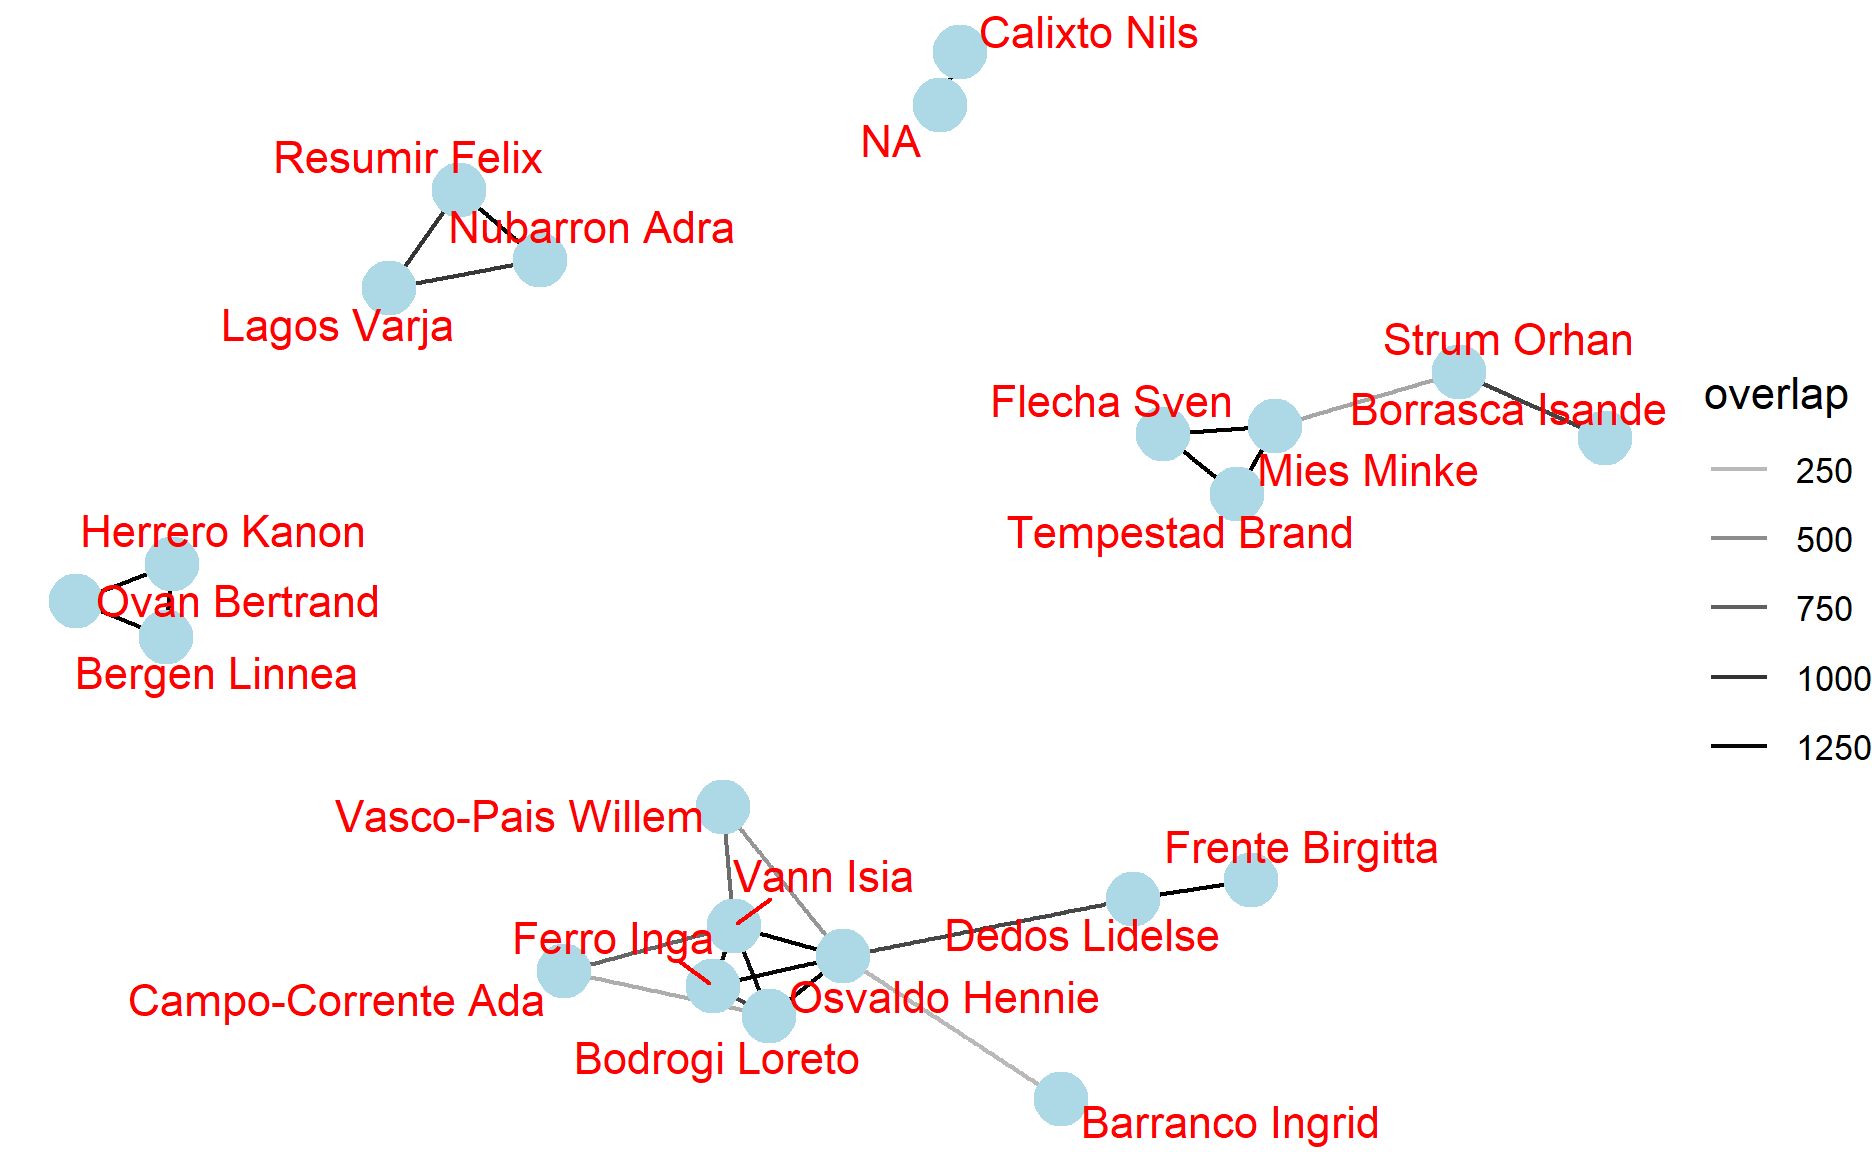 Calixto Nils
NA
Resumir Felix
Nubarron Adra
Lagos Varja
Strum Orhan
Flecha Sven
Borrasca Isande
Mies Minke
Tempestad Brand
overlap
250
500
750
1000
1250
Herrero Kanon
Ovan Bertrand
Bergen Linnea
Vasco-Pais Willem
Vann Isia
Frente Birgitta
Ferro Inga
Dedos Lidelse
Campo-Corrente Ada
Osvaldo Hennie
Bodrogi Loreto
Barranco Ingrid